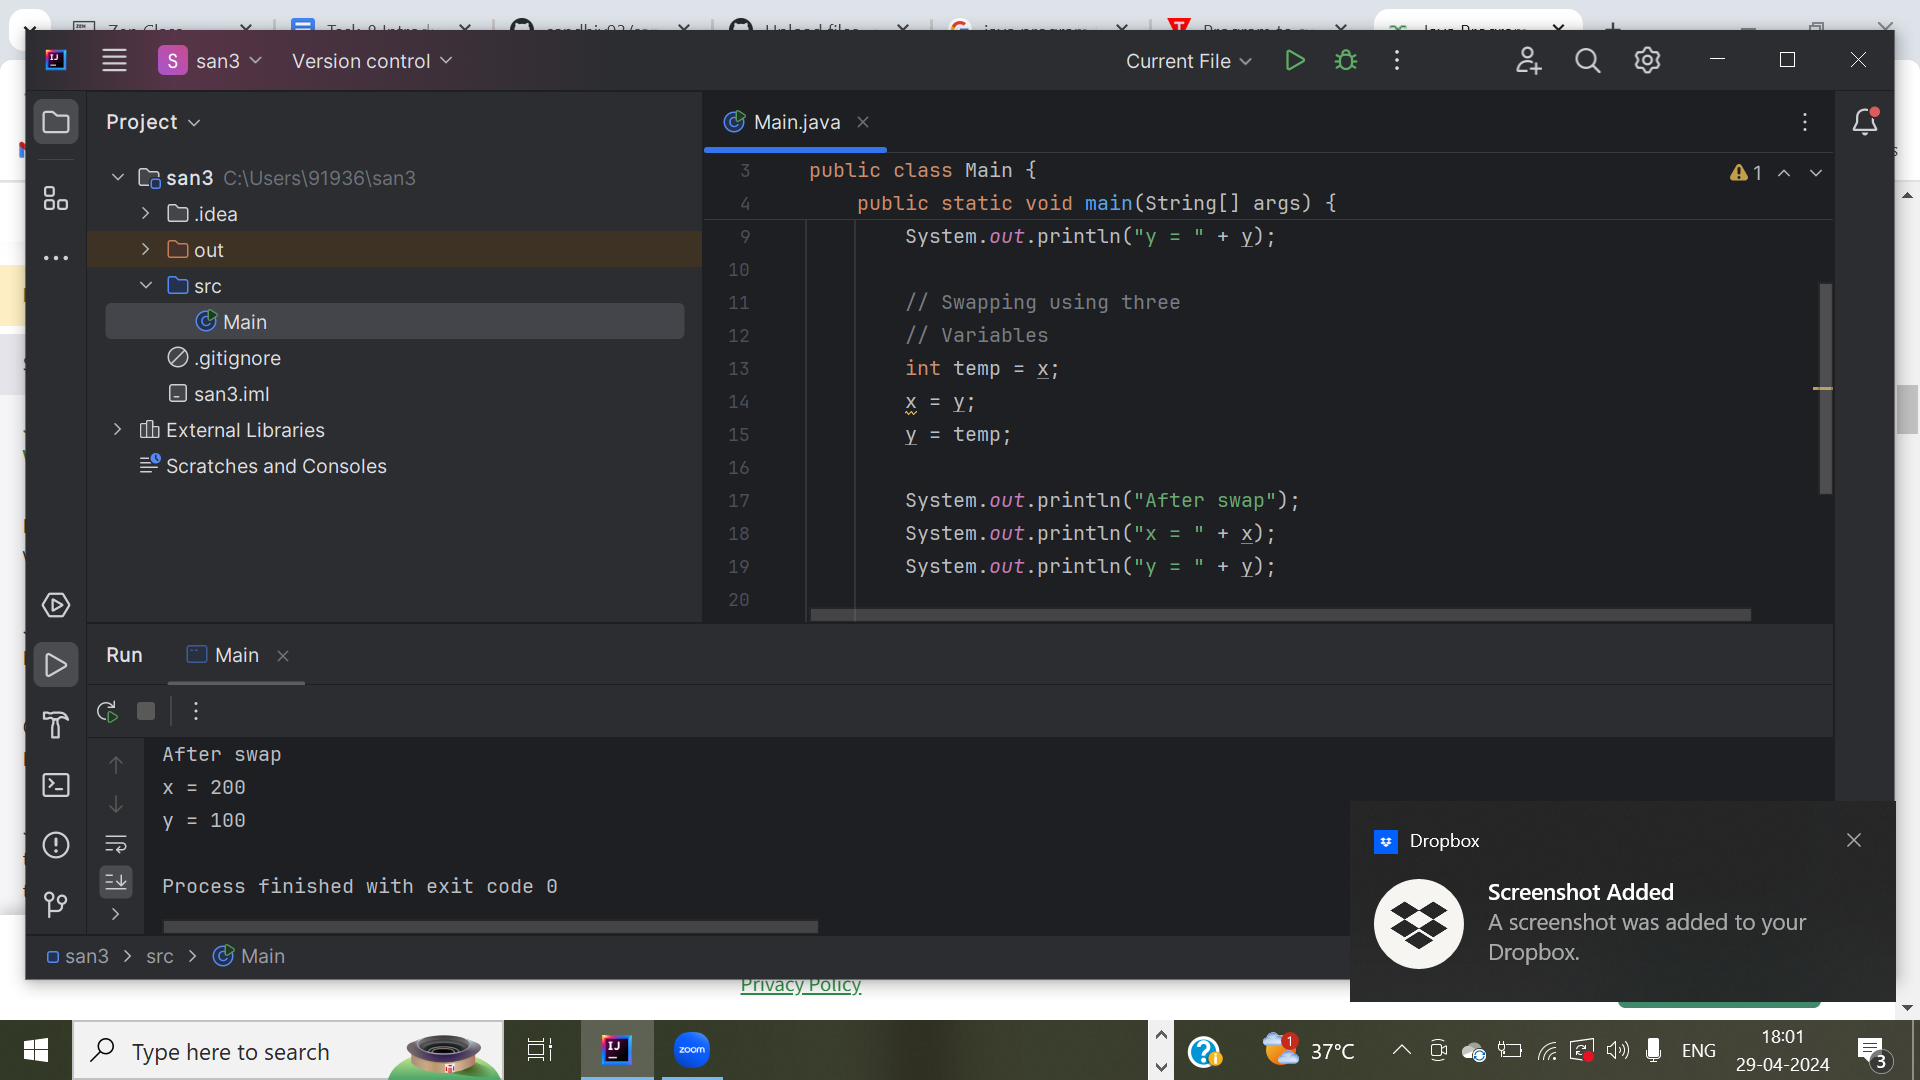 S san3
Version control
Current File
Project
Main.java
san3 C:\Users\91936\san3
.idea
out
src
Main
.gitignore
san3.iml
External Libraries
Scratches and Consoles
1
3 public class Main {
4 public static void main(String[] args) {
9 System.out.println("y = " + y);
10
11 // Swapping using three
12 // Variables
13 int temp = x;
14 x = y;
15 y = temp;
16
17 System.out.println("After swap");
18 System.out.println("x = " + x);
19 System.out.println("y = " + y);
20
Run Main
After swap
x = 200
y = 100
Process finished with exit code 0
san3 > src > Main
Dropbox
Screenshot Added
A screenshot was added to your
Dropbox.
Privacy Policy
Type here to search
zoom
1
37°C
ENG
18:01
29-04-2024
3